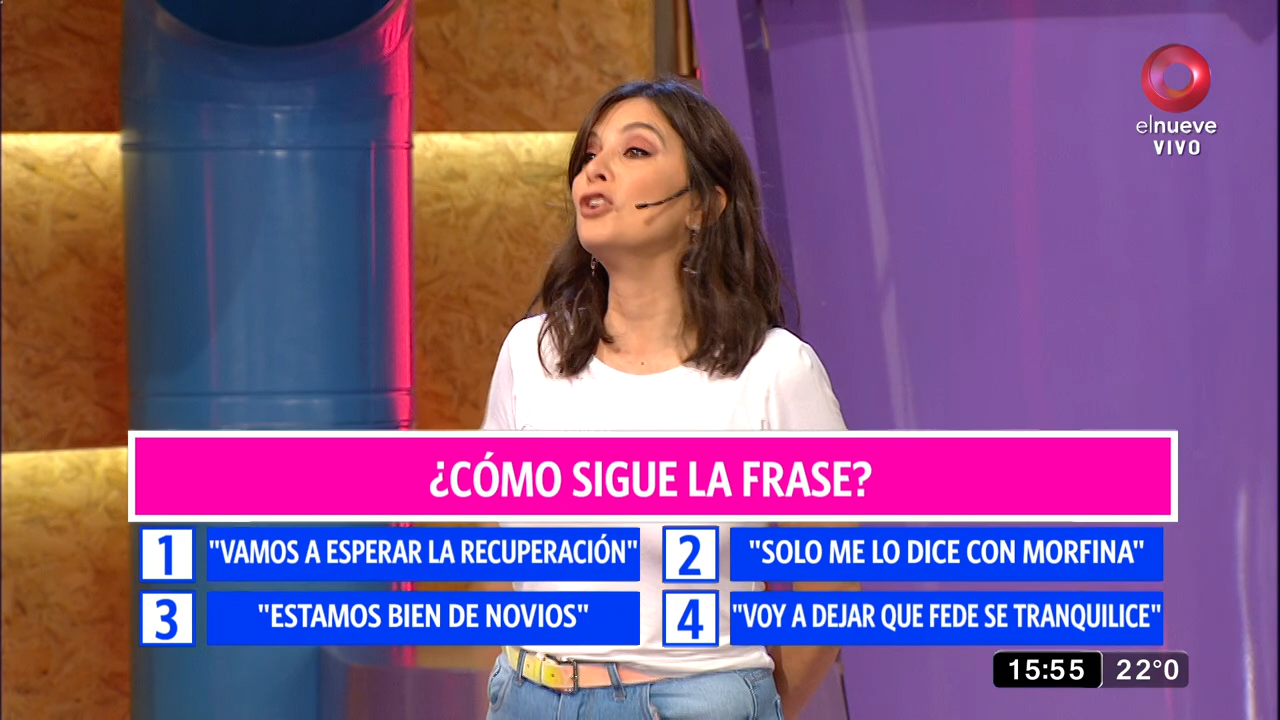 elnueve
VIVO
¿CÓMO SIGUE LA FRASE?
1 "VAMOS A ESPERAR LA RECUPERACIÓN"
2 "SOLO ME LO DICE CON MORFINA"
3 "ESTAMOS BIEN DE NOVIOS"
4 "VOY A DEJAR QUE FEDE SE TRANQUILICE"
15:55 22°0